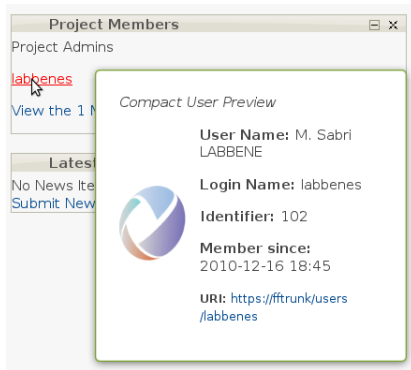 Project Members
Project Admins
labbenes
View the 1
Latest
No News Ite
Submit New
Compact User Preview
User Name: M. Sabri
LABBENE
Login Name: labbenes
Identifier: 102
Member since:
2010-12-16 18:45
URI: https://fftrunk/users
/labbenes